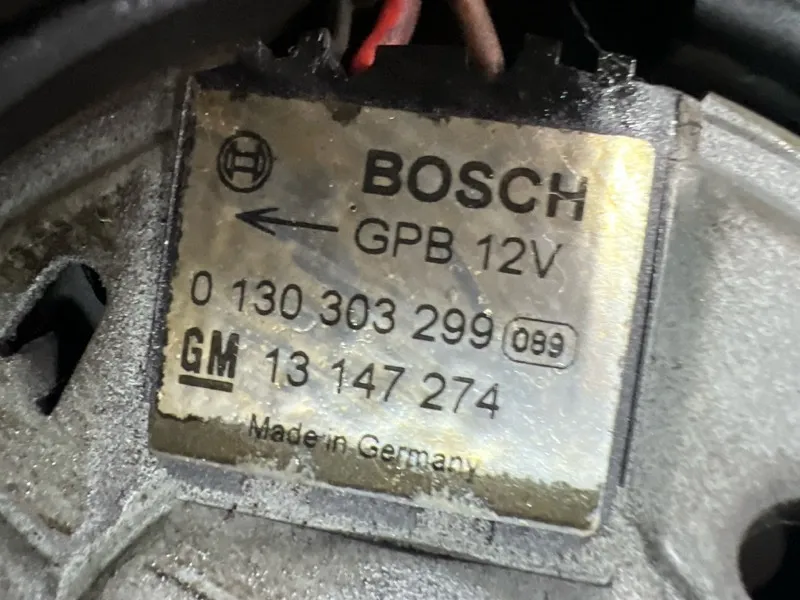 BOSCH
GPB 12V
0 130 303 299 089
GM 13 147 274
Made in Germany